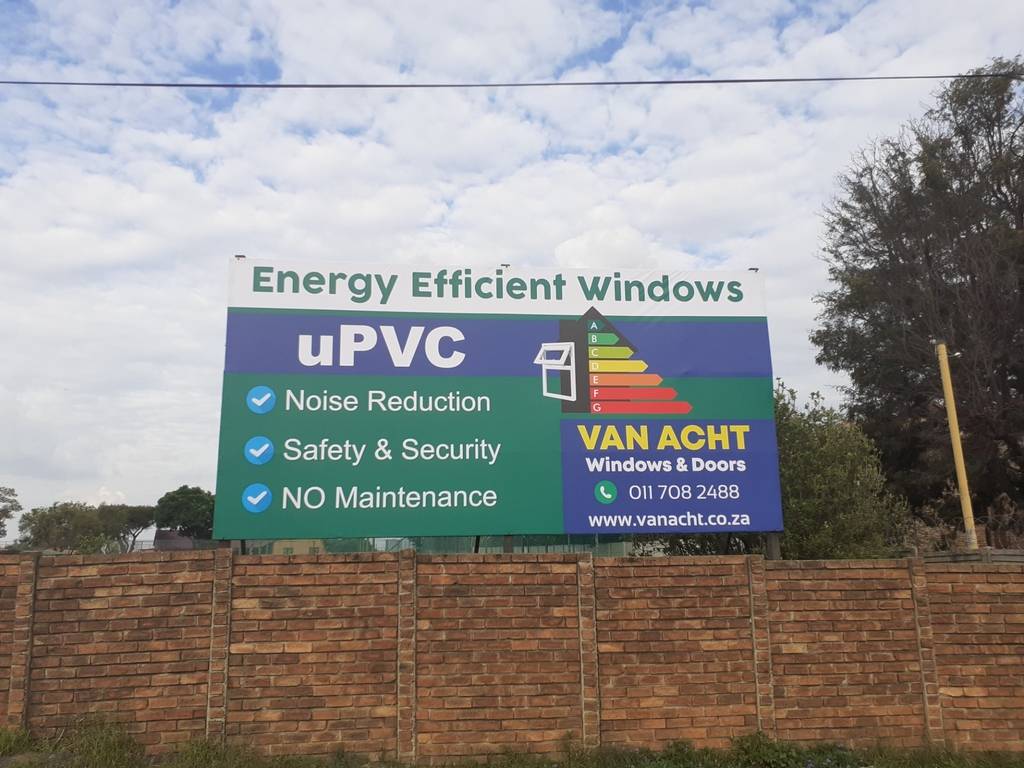 Energy Efficient Windows
uPVC
A
B
C
D
E
F
G
Noise Reduction
Safety & Security
NO Maintenance
VAN ACHT
Windows & Doors
011 708 2488
www.vanacht.co.za